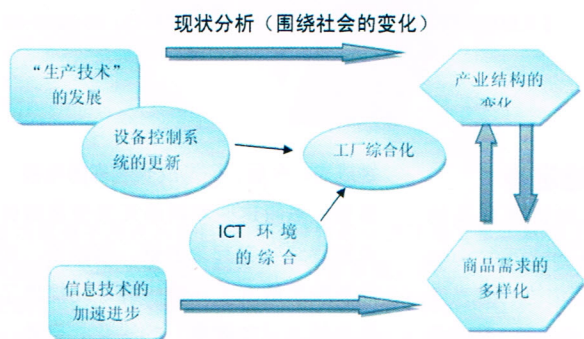 现状分析（围绕社会的变化）
“生产技术”
的发展
产业结构的
变化
设备控制系
统的更新
工厂综合化
ICT 环 境
的 综 合
商品需求的
多样化
信息技术的
加速进步